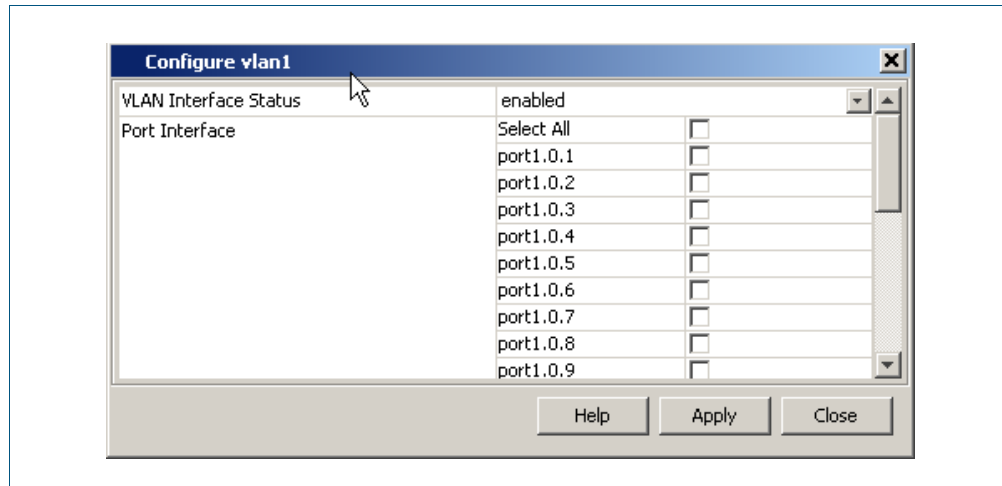 Configure vlan1
VLAN Interface Status enabled
Port Interface Select All
port1.0.1
port1.0.2
port1.0.3
port1.0.4
port1.0.5
port1.0.6
port1.0.7
port1.0.8
port1.0.9
Help Apply Close